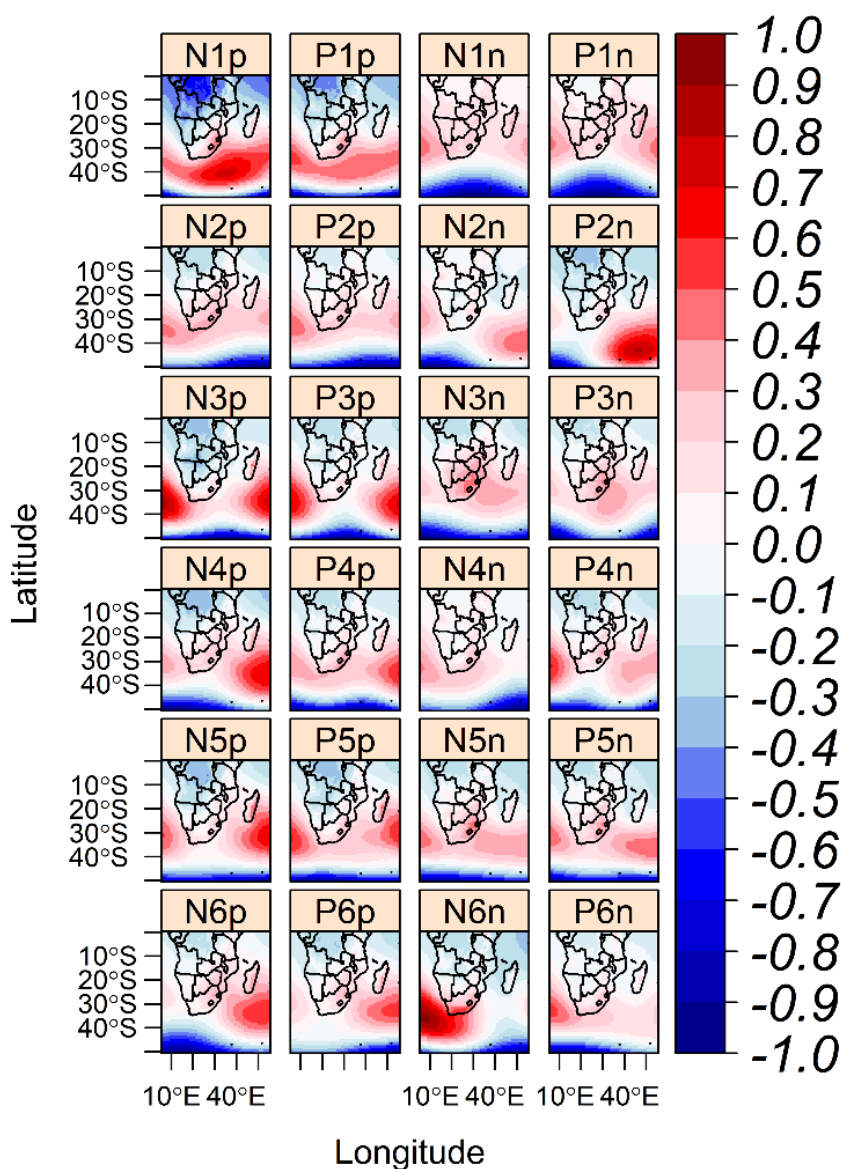 N1p P1p N1n P1n
10°S
20°S
30°S
40°S
N2p P2p N2n P2n
10°S
20°S
30°S
40°S
N3p P3p N3n P3n
10°S
20°S
30°S
40°S
N4p P4p N4n P4n
10°S
20°S
30°S
40°S
N5p P5p N5n P5n
10°S
20°S
30°S
40°S
N6p P6p N6n P6n
10°S
20°S
30°S
40°S
10°E 40°E 10°E 40°E
Longitude
Latitude
1.0
0.9
0.8
0.7
0.6
0.5
0.4
0.3
0.2
0.1
0.0
-0.1
-0.2
-0.3
-0.4
-0.5
-0.6
-0.7
-0.8
-0.9
-1.0